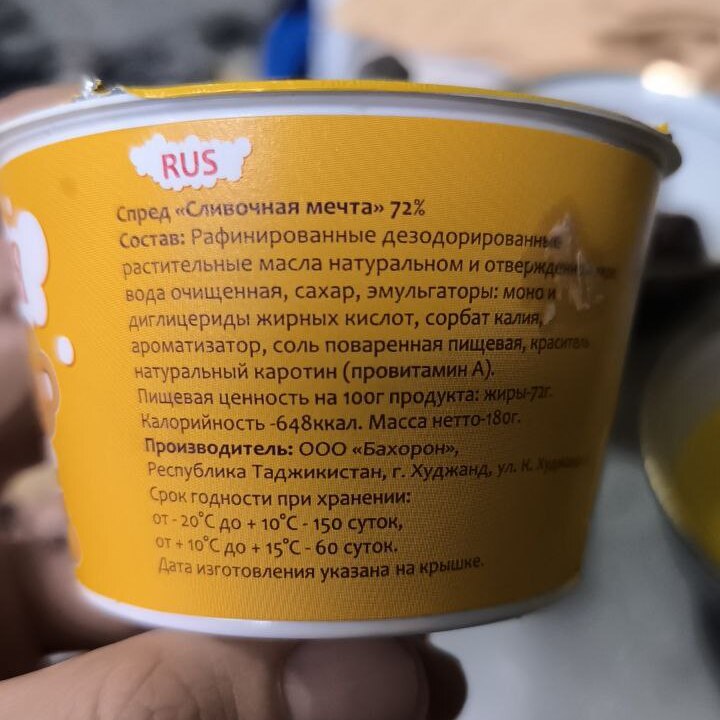 RUS
Спред «Сливочная мечта» 72%
Состав: Рафинированные дезодорированные
растительные масла натуральном и
вода очищенная, сахар, эмульгаторы: моно и
диглицериды жирных кислот, сорбат калия,
ароматизатор, соль поваренная пищевая, краситель
натуральный каротин (провитамин А).
Пищевая ценность на 100г продукта: жиры-72г.
Калорийность -648ккал. Масса нетто-180г.
Производитель: ООО «Бахорон»,
Республика Таджикистан, г. Худжанд, ул. К.
Срок годности при хранении:
от - 20°С до + 10°С - 150 суток,
от + 10°С до + 15°С - 60 суток.
Дата изготовления указана на крышке.